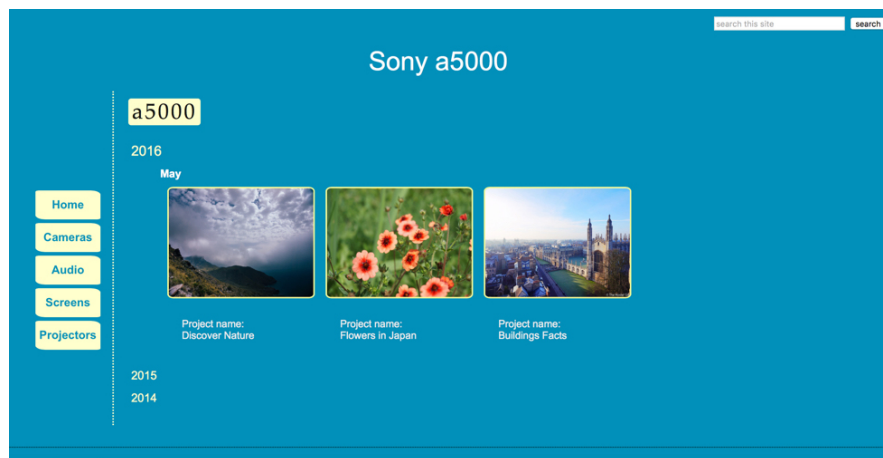 search this site
search
Sony a5000
a5000
2016
May
Home
Cameras
Audio
Screens
Projectors
Project name:
Discover Nature
Project name:
Flowers in Japan
Project name:
Buildings Facts
2015
2014